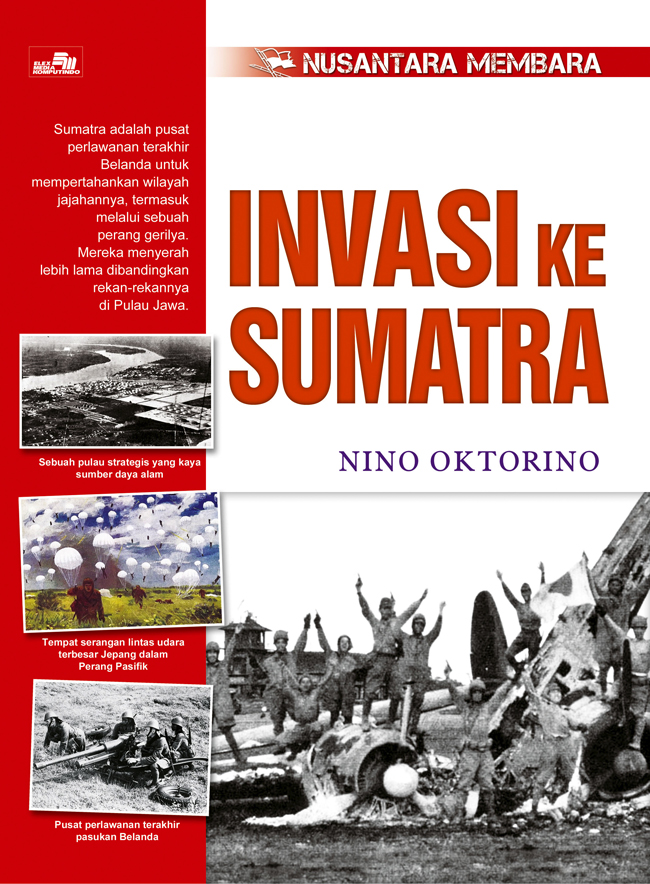 ELEX
MEDIA
KOMPUTINDO
NUSANTARA MEMBARA
Sumatra adalah pusat
perlawanan terakhir
Belanda untuk
mempertahankan wilayah
jajahannya, termasuk
melalui sebuah
perang gerilya.
Mereka menyerah
lebih lama dibandingkan
rekan-rekannya
di Pulau Jawa.
INVASI KE
SUMATRA
NINO OKTORINO
Sebuah pulau strategis yang kaya
sumber daya alam
Tempat serangan lintas udara
terbesar Jepang dalam
Perang Pasifik
Pusat perlawanan terakhir
pasukan Belanda